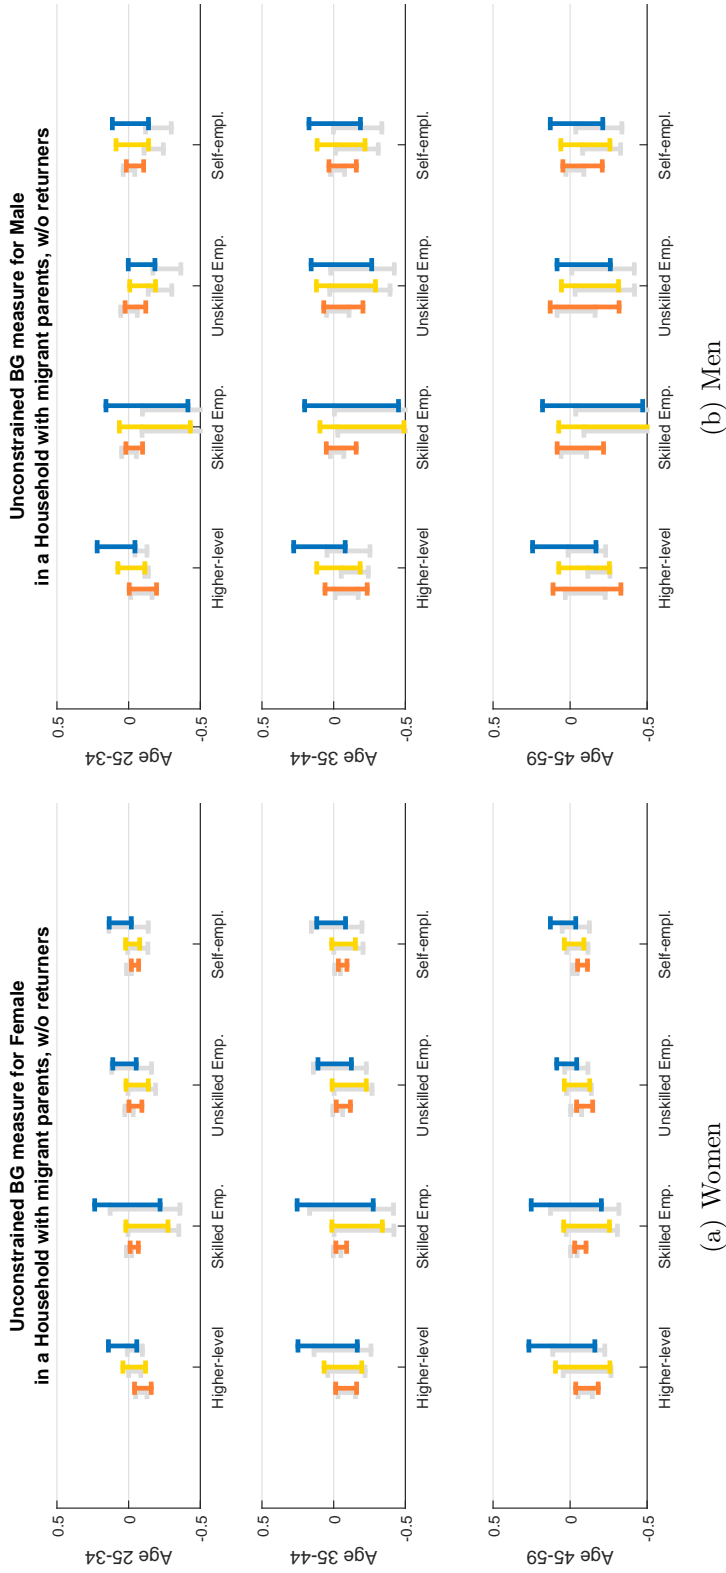 Unconstrained BG measure for Female
in a Household with migrant parents, w/o returners
0.5
0
-0.5
Age 25-34
Higher-level
Skilled Emp.
Unskilled Emp.
Self-empl.
0.5
0
-0.5
Age 35-44
Higher-level
Skilled Emp.
Unskilled Emp.
Self-empl.
0.5
0
-0.5
Age 45-59
Higher-level
Skilled Emp.
Unskilled Emp.
Self-empl.
(a) Women
Unconstrained BG measure for Male
in a Household with migrant parents, w/o returners
0.5
0
-0.5
Age 25-34
Higher-level
Skilled Emp.
Unskilled Emp.
Self-empl.
0.5
0
-0.5
Age 35-44
Higher-level
Skilled Emp.
Unskilled Emp.
Self-empl.
0.5
0
-0.5
Age 45-59
Higher-level
Skilled Emp.
Unskilled Emp.
Self-empl.
(b) Men